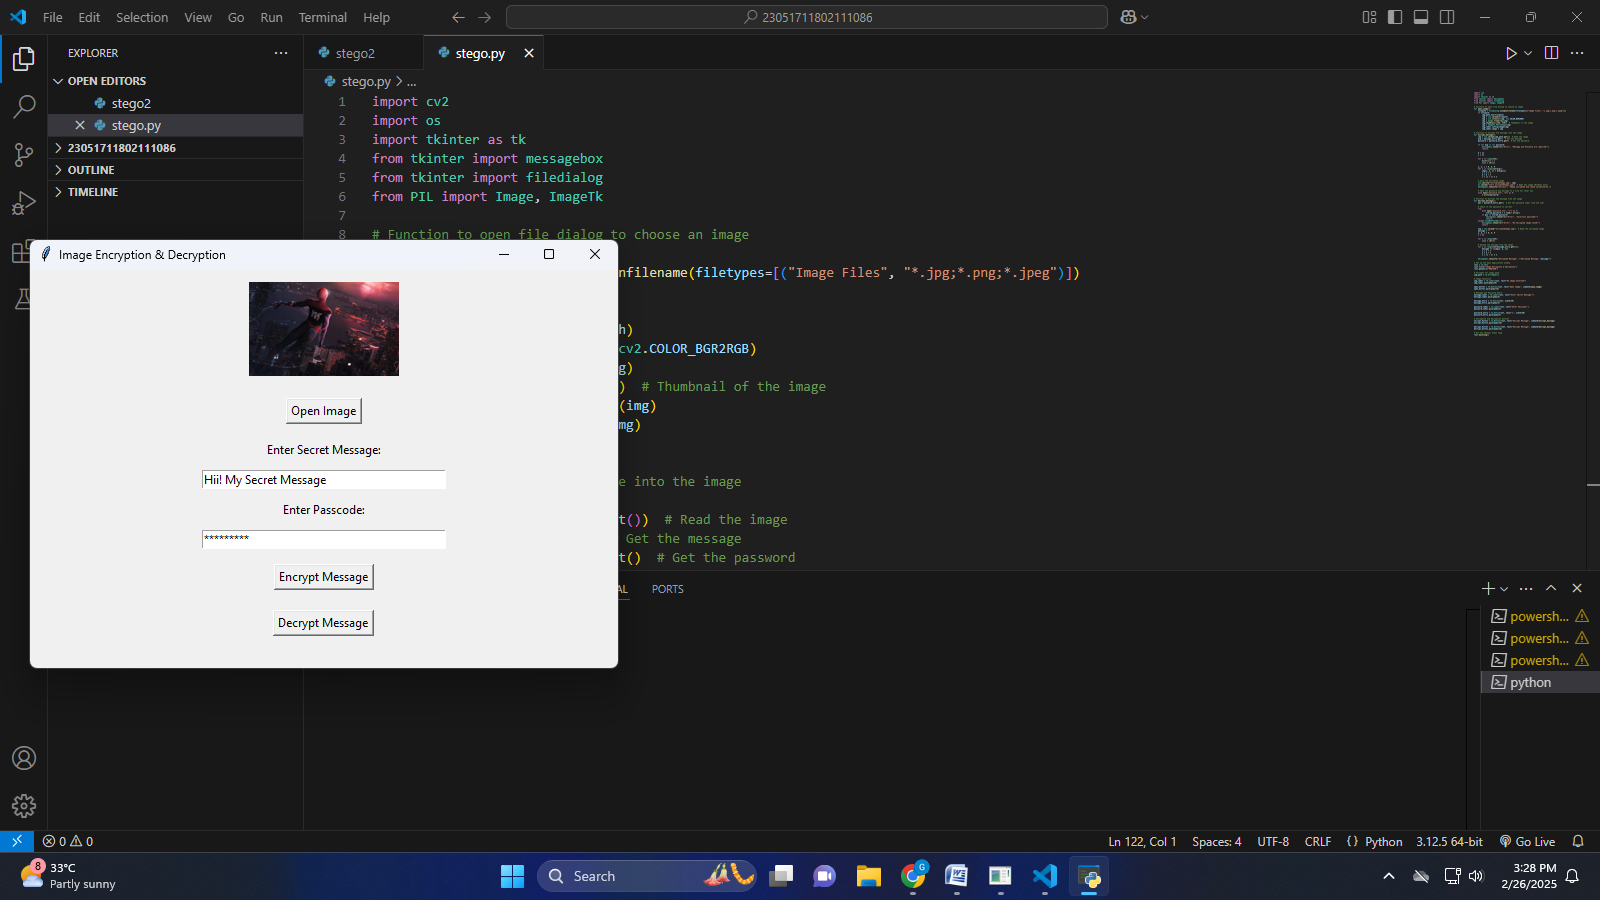 File Edit Selection View Go Run Terminal Help
23051711802111086
EXPLORER
OPEN EDITORS
stego2
stego.py
23051711802111086
OUTLINE
TIMELINE
stego2
stego.py
stego.py > ...
1 import cv2
2 import os
3 import tkinter as tk
4 from tkinter import messagebox
5 from tkinter import filedialog
6 from PIL import Image, ImageTk
7
8 # Function to open file dialog to choose an image
nfilename(filetypes=[("Image Files", "*.jpg;*.png;*.jpeg")])
h)
cv2.COLOR_BGR2RGB)
g)
) # Thumbnail of the image
(img)
mg)
e into the image
t()) # Read the image
Get the message
t() # Get the password
Image Encryption & Decryption
Open Image
Enter Secret Message:
Hii! My Secret Message
Enter Passcode:
*********
Encrypt Message
Decrypt Message
AL PORTS
powersh...
powersh...
powersh...
python
0 0
Ln 122, Col 1 Spaces: 4 UTF-8 CRLF {} Python 3.12.5 64-bit Go Live
8
33°C
Partly sunny
Search
G
3:28 PM
2/26/2025